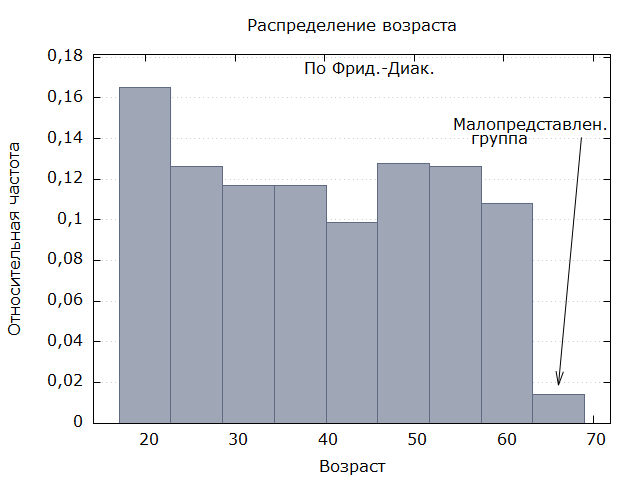 Распределение возраста
По Фрид.-Диак.
Малопредставлен.
группа
Относительная частота
0,18
0,16
0,14
0,12
0,1
0,08
0,06
0,04
0,02
0
20 30 40 50 60 70
Возраст